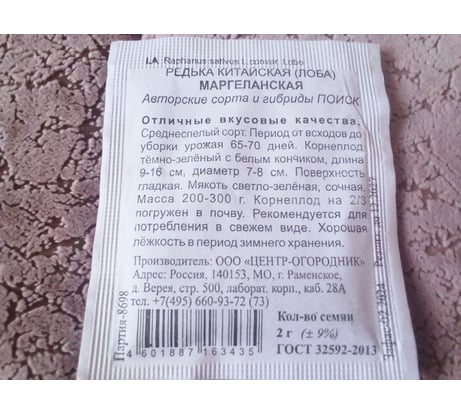 LA Raphanus sativus L.convar. Lobo
РЕДЬКА КИТАЙСКАЯ (ЛОБА)
МАРГЕЛАНСКАЯ
Авторские сорта и гибриды ПОИСК
Отличные вкусовые качества.
Среднеспелый сорт. Период от всходов до
уборки урожая 65-70 дней. Корнеплод
тёмно-зелёный с белым кончиком, длина
9-16 см, диаметр 7-8 см. Поверхность
гладкая. Мякоть светло-зелёная, сочная.
Масса 200-300 г. Корнеплод на 2/3
погружен в почву. Рекомендуется для
потребления в свежем виде. Хорошая
лёжкость в период зимнего хранения.
Производитель: ООО «ЦЕНТР-ОГОРОДНИК»
Адрес: Россия, 140153, МО, г. Раменское,
д. Верея, стр. 500, лаборат. корп., каб. 28А
тел. +7(495) 660-93-72 (73)
Партия-8698
4 601887 163435
Кол-во семян
2 г (± 9%)
ГОСТ 32592-2013